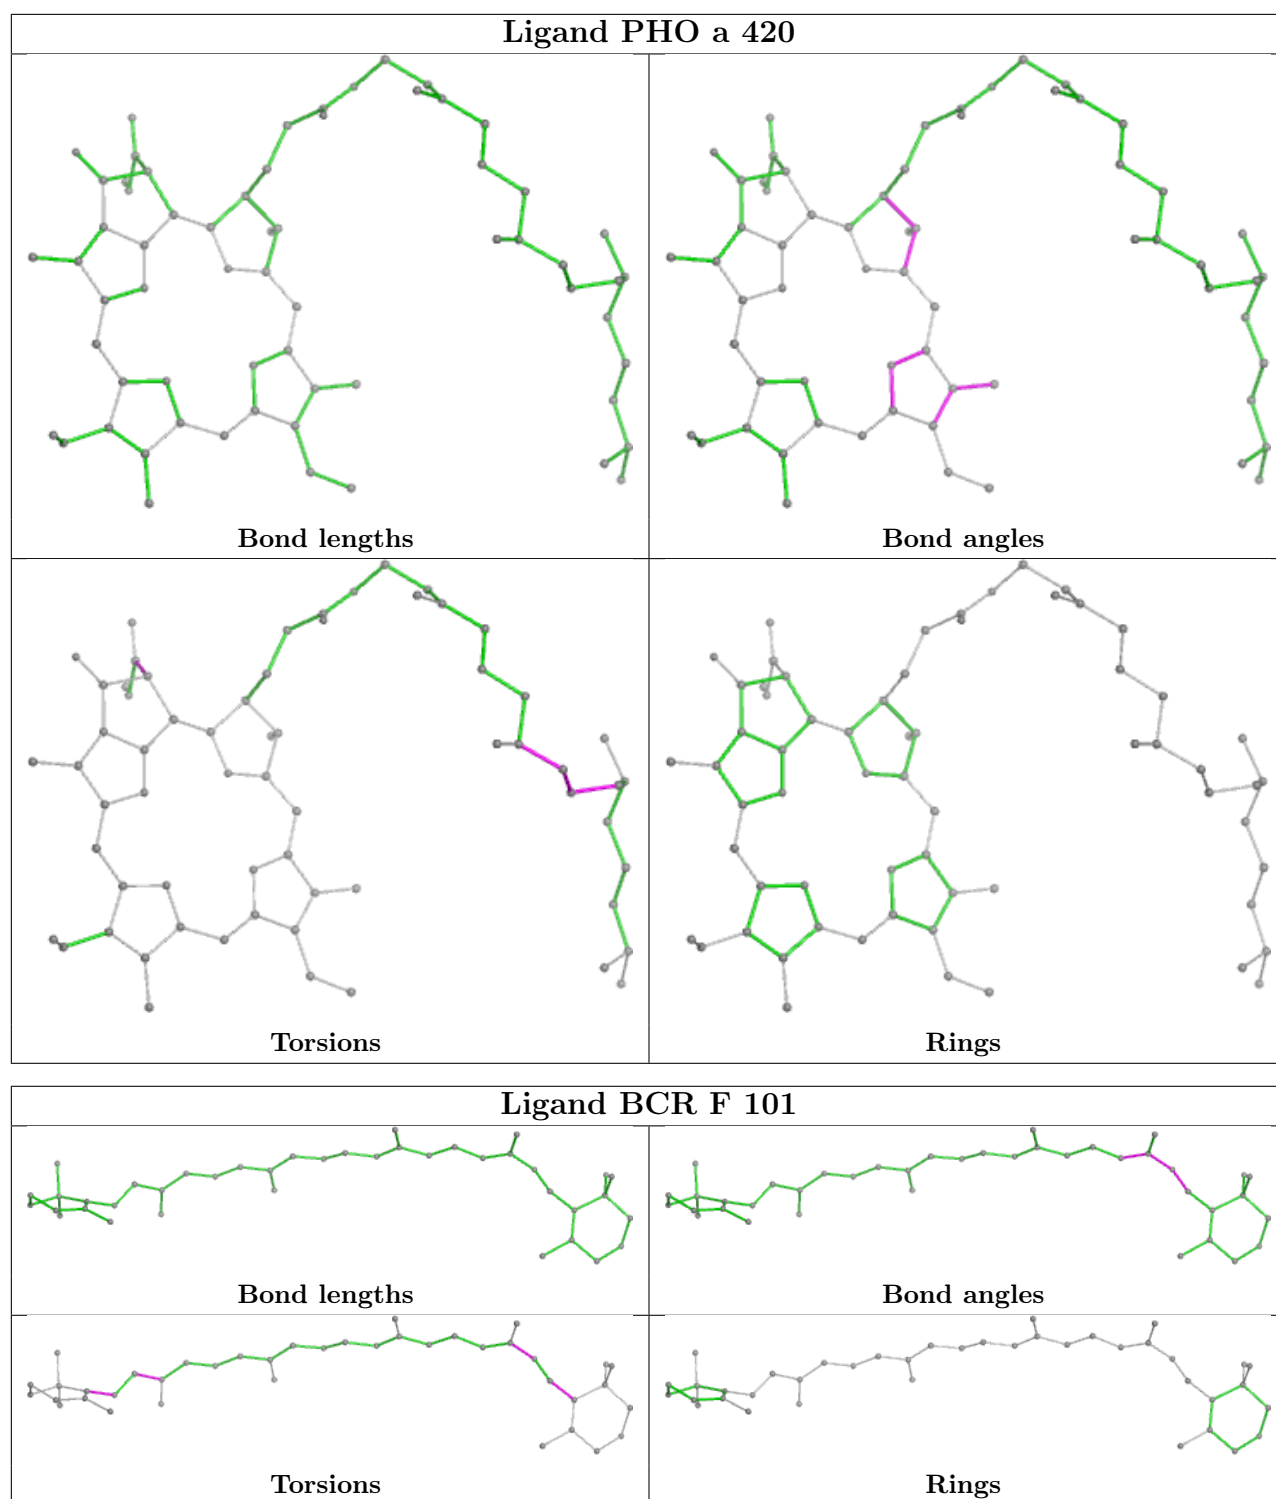 Ligand PHO a 420
Bond lengths
Bond angles
Torsions
Rings
Ligand BCR F 101
Bond lengths
Bond angles
Torsions
Rings